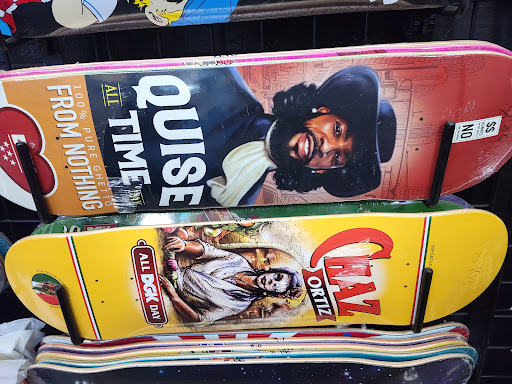 100% PURE GHETTO
FROM NOTHING
QUISE
ALL
TIME
SS
NO
CHAZ
ORTIZ
ALL DGK DAY